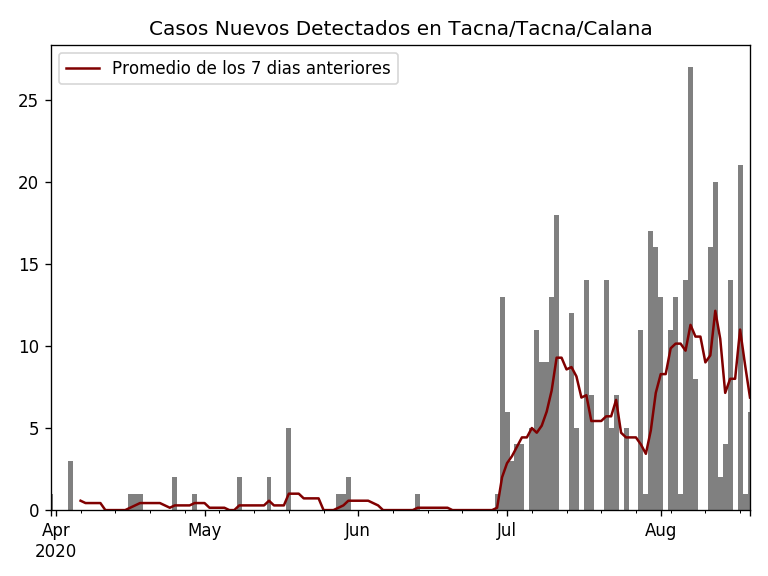 Casos Nuevos Detectados en Tacna/Tacna/Calana
Promedio de los 7 dias anteriores
25
20
15
10
5
0
Apr May Jun Jul Aug
2020